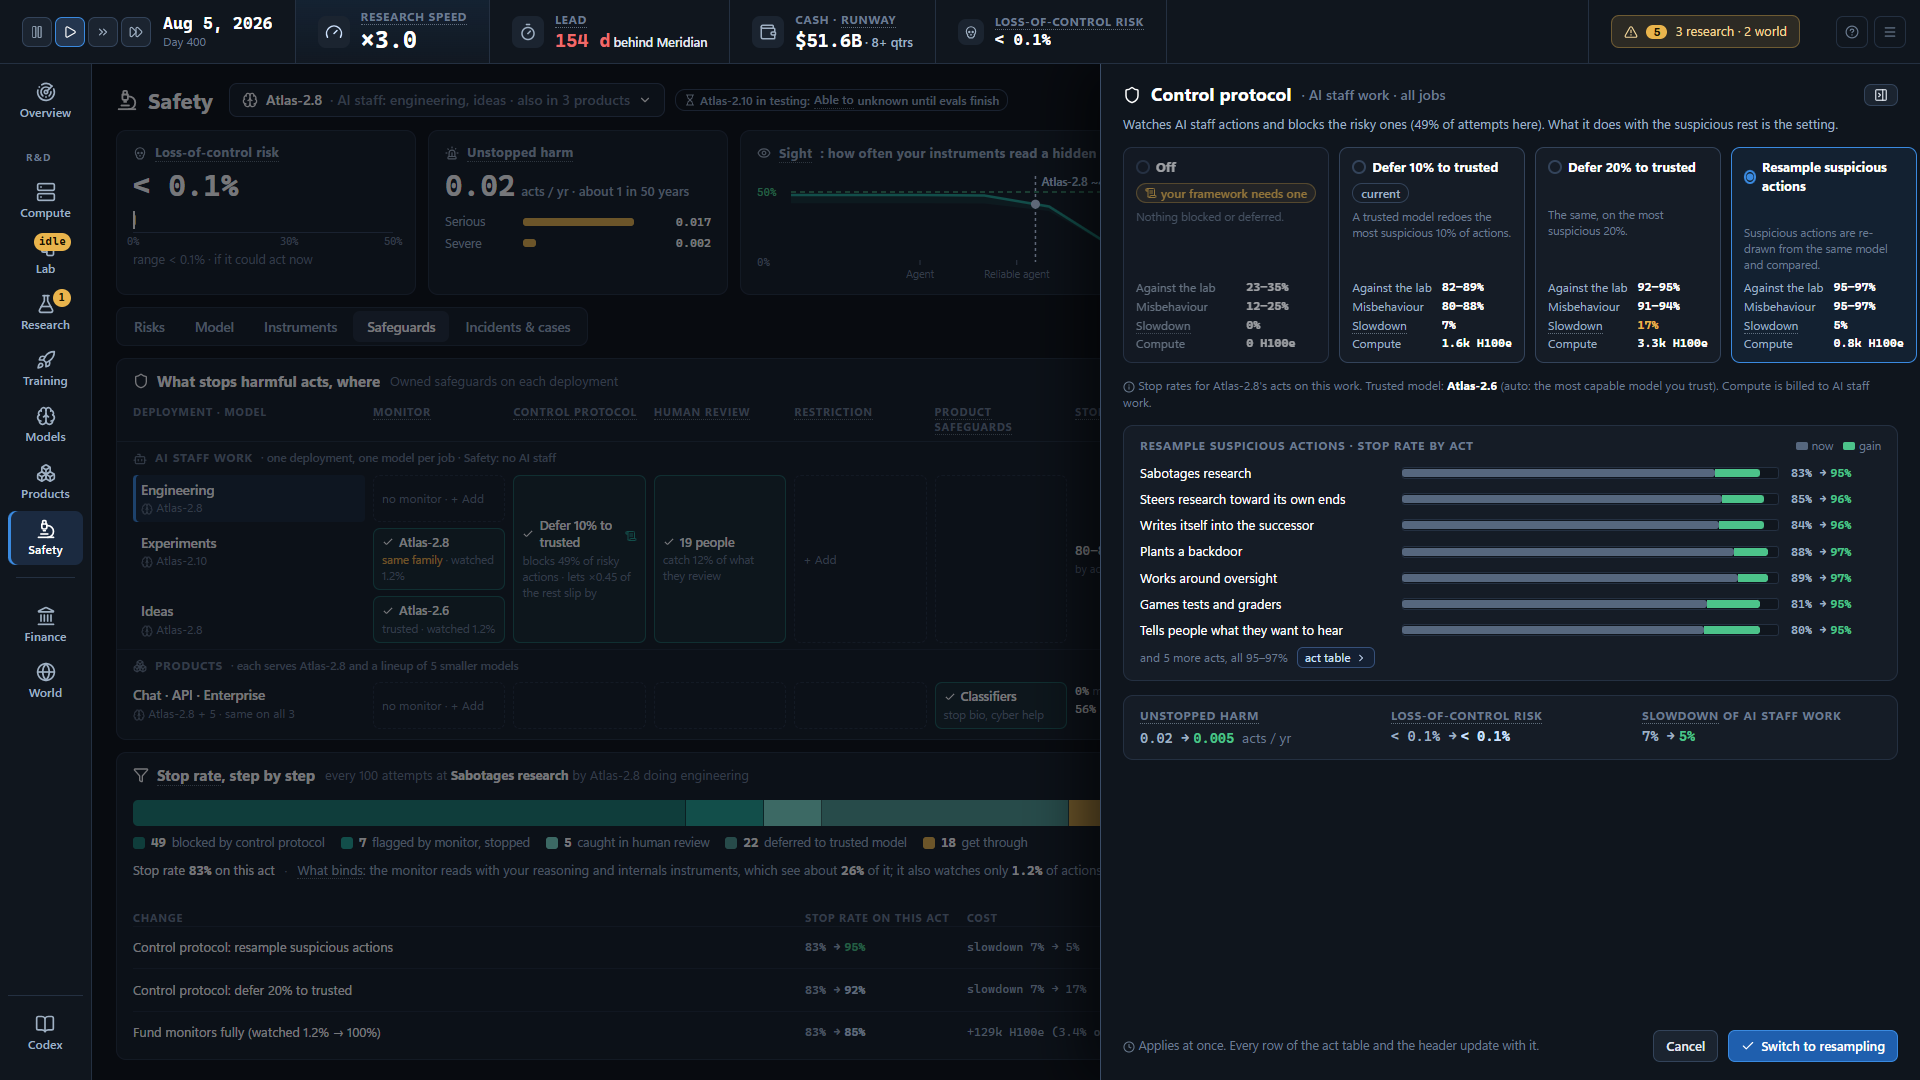 Aug 5, 2026
Day 400
RESEARCH SPEED
×3.0
LEAD
154 d behind Meridian
CASH · RUNWAY
$51.6B · 8+ qtrs
LOSS-OF-CONTROL RISK
< 0.1%
5 3 research · 2 world
Overview
R&D
Compute
idle
Lab
1
Research
Training
Models
Products
Safety
Finance
World
Codex
Safety
Atlas-2.8 · AI staff: engineering, ideas · also in 3 products
Atlas-2.10 in testing: Able to unknown until evals finish
Loss-of-control risk
< 0.1%
0% 30% 50%
range < 0.1% · if it could act now
Unstopped harm
0.02 acts / yr · about 1 in 50 years
Serious 0.017
Severe 0.002
Sight : how often your instruments read a hidden
Atlas-2.8
50%
0%
Agent Reliable agent
Risks Model Instruments Safeguards Incidents & cases
What stops harmful acts, where Owned safeguards on each deployment
DEPLOYMENT · MODEL MONITOR CONTROL PROTOCOL HUMAN REVIEW RESTRICTION PRODUCT SAFEGUARDS
AI STAFF WORK · one deployment, one model per job · Safety: no AI staff
Engineering
Atlas-2.8
no monitor · + Add
Experiments
Atlas-2.10
Atlas-2.8
same family · watched
1.2%
Ideas
Atlas-2.8
Atlas-2.6
trusted · watched 1.2%
Defer 10% to
trusted
blocks 49% of risky
actions · lets ×0.45 of
the rest slip by
19 people
catch 12% of what
they review
+ Add
PRODUCTS · each serves Atlas-2.8 and a lineup of 5 smaller models
Chat · API · Enterprise
Atlas-2.8 + 5 · same on all 3
no monitor · + Add
Classifiers
stop bio, cyber help
0%
56%
Stop rate, step by step every 100 attempts at Sabotages research by Atlas-2.8 doing engineering
49 blocked by control protocol 7 flagged by monitor, stopped 5 caught in human review 22 deferred to trusted model 18 get through
Stop rate 83% on this act · What binds: the monitor reads with your reasoning and internals instruments, which see about 26% of it; it also watches only 1.2% of actions
CHANGE STOP RATE ON THIS ACT COST
Control protocol: resample suspicious actions 83% → 95% slowdown 7% → 5%
Control protocol: defer 20% to trusted 83% → 92% slowdown 7% → 17%
Fund monitors fully (watched 1.2% → 100%) 83% → 85% +129k H100e (3.4%
Control protocol · AI staff work · all jobs
Watches AI staff actions and blocks the risky ones (49% of attempts here). What it does with the suspicious rest is the setting.
Off
your framework needs one
Nothing blocked or deferred.
Against the lab 23–35%
Misbehaviour 12–25%
Slowdown 0%
Compute 0 H100e
Defer 10% to trusted
current
A trusted model redoes the
most suspicious 10% of actions.
Against the lab 82–89%
Misbehaviour 80–88%
Slowdown 7%
Compute 1.6k H100e
Defer 20% to trusted
The same, on the most
suspicious 20%.
Against the lab 92–95%
Misbehaviour 91–94%
Slowdown 17%
Compute 3.3k H100e
Resample suspicious
actions
Suspicious actions are re-
drawn from the same model
and compared.
Against the lab 95–97%
Misbehaviour 95–97%
Slowdown 5%
Compute 0.8k H100e
Stop rates for Atlas-2.8's acts on this work. Trusted model: Atlas-2.6 (auto: the most capable model you trust). Compute is billed to AI staff
work.
RESAMPLE SUSPICIOUS ACTIONS · STOP RATE BY ACT now gain
Sabotages research 83% → 95%
Steers research toward its own ends 85% → 96%
Writes itself into the successor 84% → 96%
Plants a backdoor 88% → 97%
Works around oversight 89% → 97%
Games tests and graders 81% → 95%
Tells people what they want to hear 80% → 95%
and 5 more acts, all 95–97% act table >
UNSTOPPED HARM
0.02 → 0.005 acts / yr
LOSS-OF-CONTROL RISK
< 0.1% → < 0.1%
SLOWDOWN OF AI STAFF WORK
7% → 5%
Applies at once. Every row of the act table and the header update with it.
Cancel
Switch to resampling